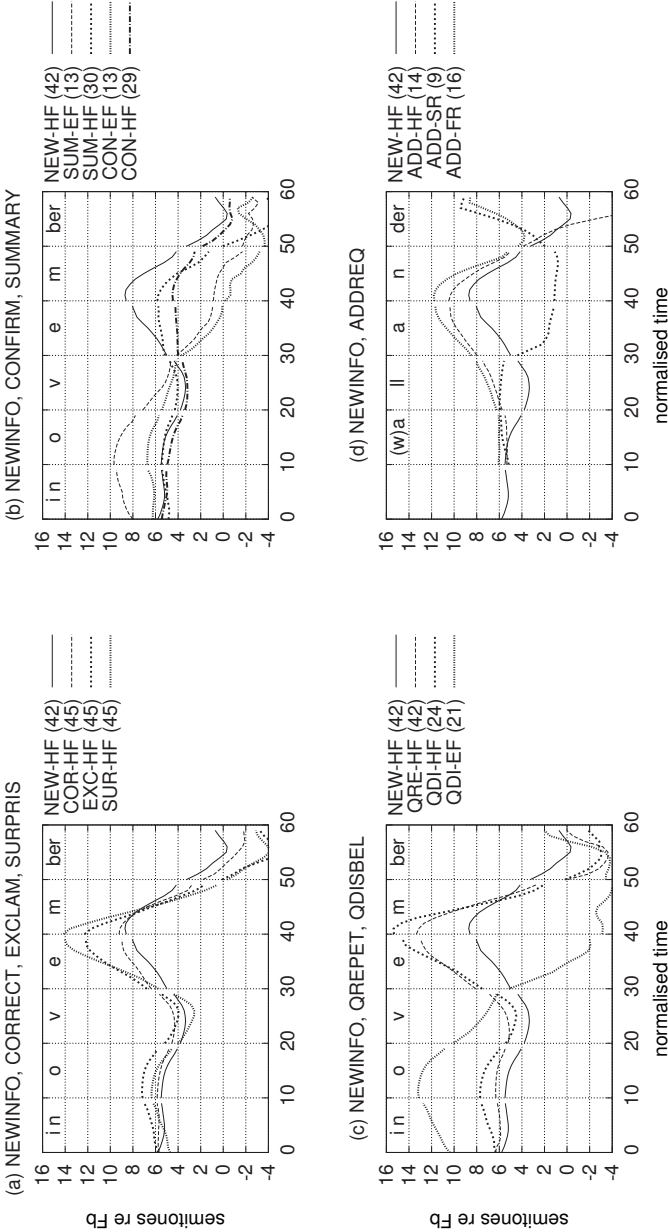 (a) NEWINFO, CORRECT, EXCLAM, SURPRIS
NEW-HF (42)
COR-HF (45)
EXC-HF (45)
SUR-HF (45)
semitones re Fb
16
14
12
10
8
6
4
2
0
-2
-4
i n o v e m ber
0 10 20 30 40 50 60
(b) NEWINFO, CONFIRM, SUMMARY
NEW-HF (42)
SUM-EF (13)
SUM-HF (30)
CON-EF (13)
CON-HF (29)
16
14
12
10
8
6
4
2
0
-2
-4
i n o v e m ber
0 10 20 30 40 50 60
(c) NEWINFO, QREPET, QDISBEL
NEW-HF (42)
QRE-HF (42)
QDI-HF (24)
QDI-EF (21)
semitones re Fb
16
14
12
10
8
6
4
2
0
-2
-4
i n o v e m ber
0 10 20 30 40 50 60
normalised time
(d) NEWINFO, ADDREQ
NEW-HF (42)
ADD-HF (14)
ADD-SR (9)
ADD-FR (16)
16
14
12
10
8
6
4
2
0
-2
-4
(w)a ll a n der
0 10 20 30 40 50 60
normalised time